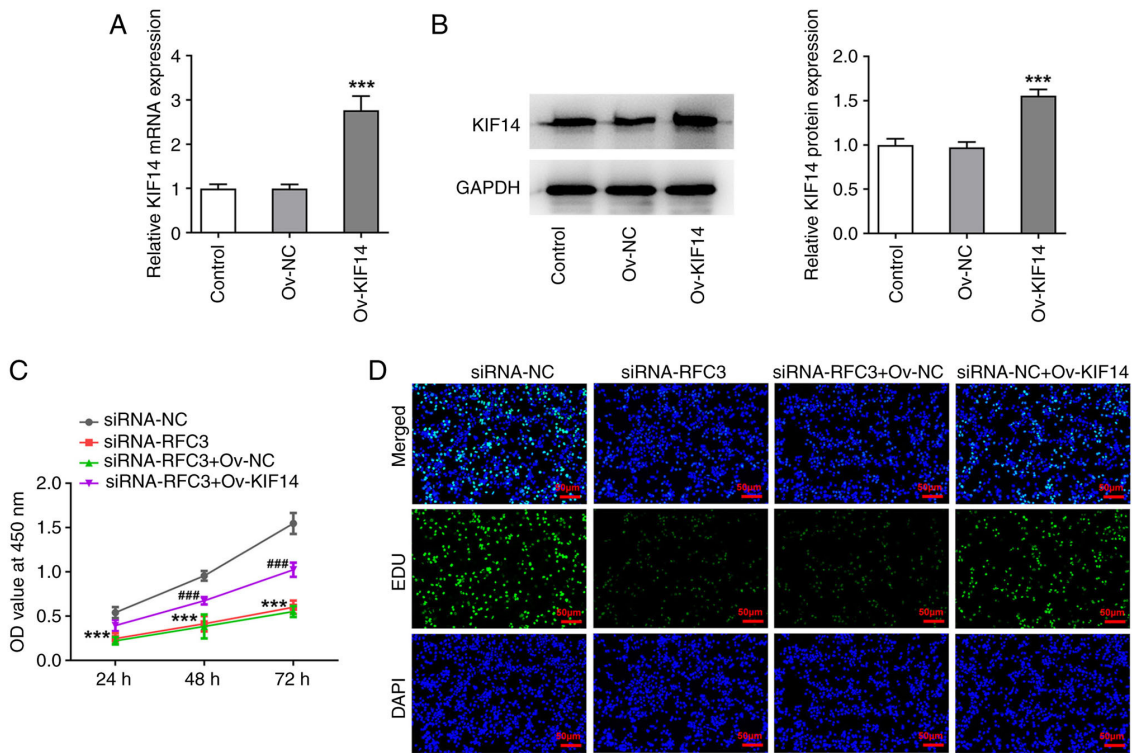 A
Relative KIF14 mRNA expression
4
3
2
1
0
***
Control
Ov-NC
Ov-KIF14
B
KIF14
GAPDH
Control
Ov-NC
Ov-KIF14
Relative KIF14 protein expression
2.0
1.5
1.0
0.5
0.0
***
Control
Ov-NC
Ov-KIF14
C
siRNA-NC
siRNA-RFC3
siRNA-RFC3+Ov-NC
siRNA-RFC3+Ov-KIF14
OD value at 450 nm
2.0
1.5
1.0
0.5
0.0
***
###
***
###
***
24 h 48 h 72 h
D
siRNA-NC siRNA-RFC3 siRNA-RFC3+Ov-NC siRNA-NC+Ov-KIF14
Merged
50µm 50µm 50µm 50µm
EDU
50µm 50µm 50µm 50µm
DAPI
50µm 50µm 50µm 50µm